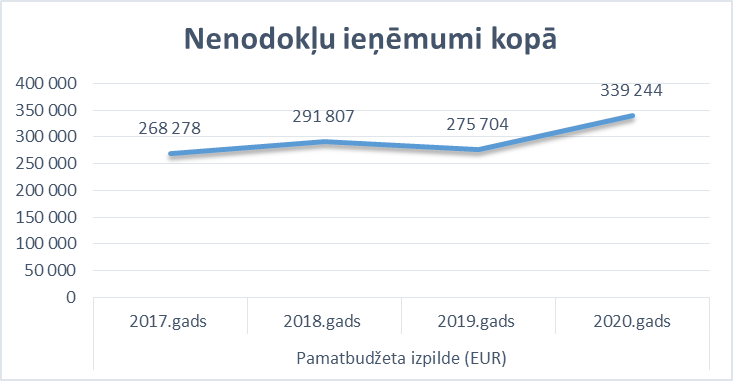 Nenodokļu ieņēmumi kopā
400 000
350 000
300 000
250 000
200 000
150 000
100 000
50 000
0
268 278
291 807
275 704
339 244
2017.gads
2018.gads
2019.gads
2020.gads
Pamatbudžeta izpilde (EUR)